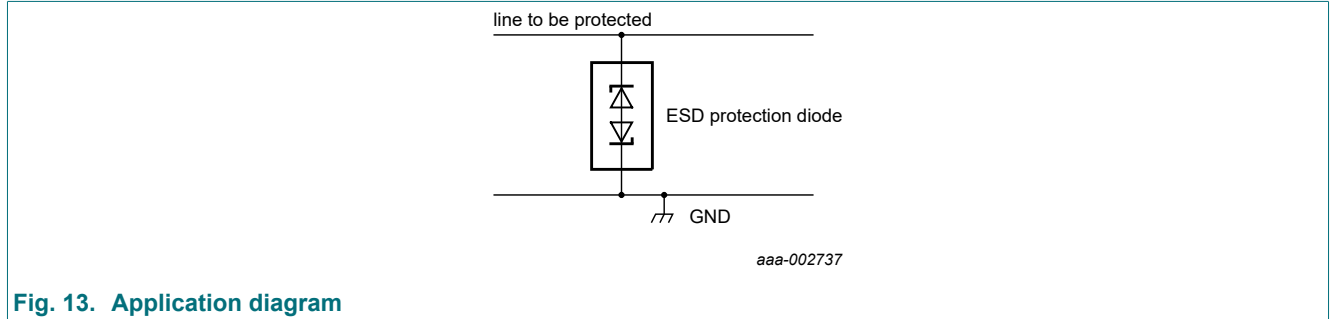 line to be protected
ESD protection diode
GND
aaa-002737
Fig. 13. Application diagram